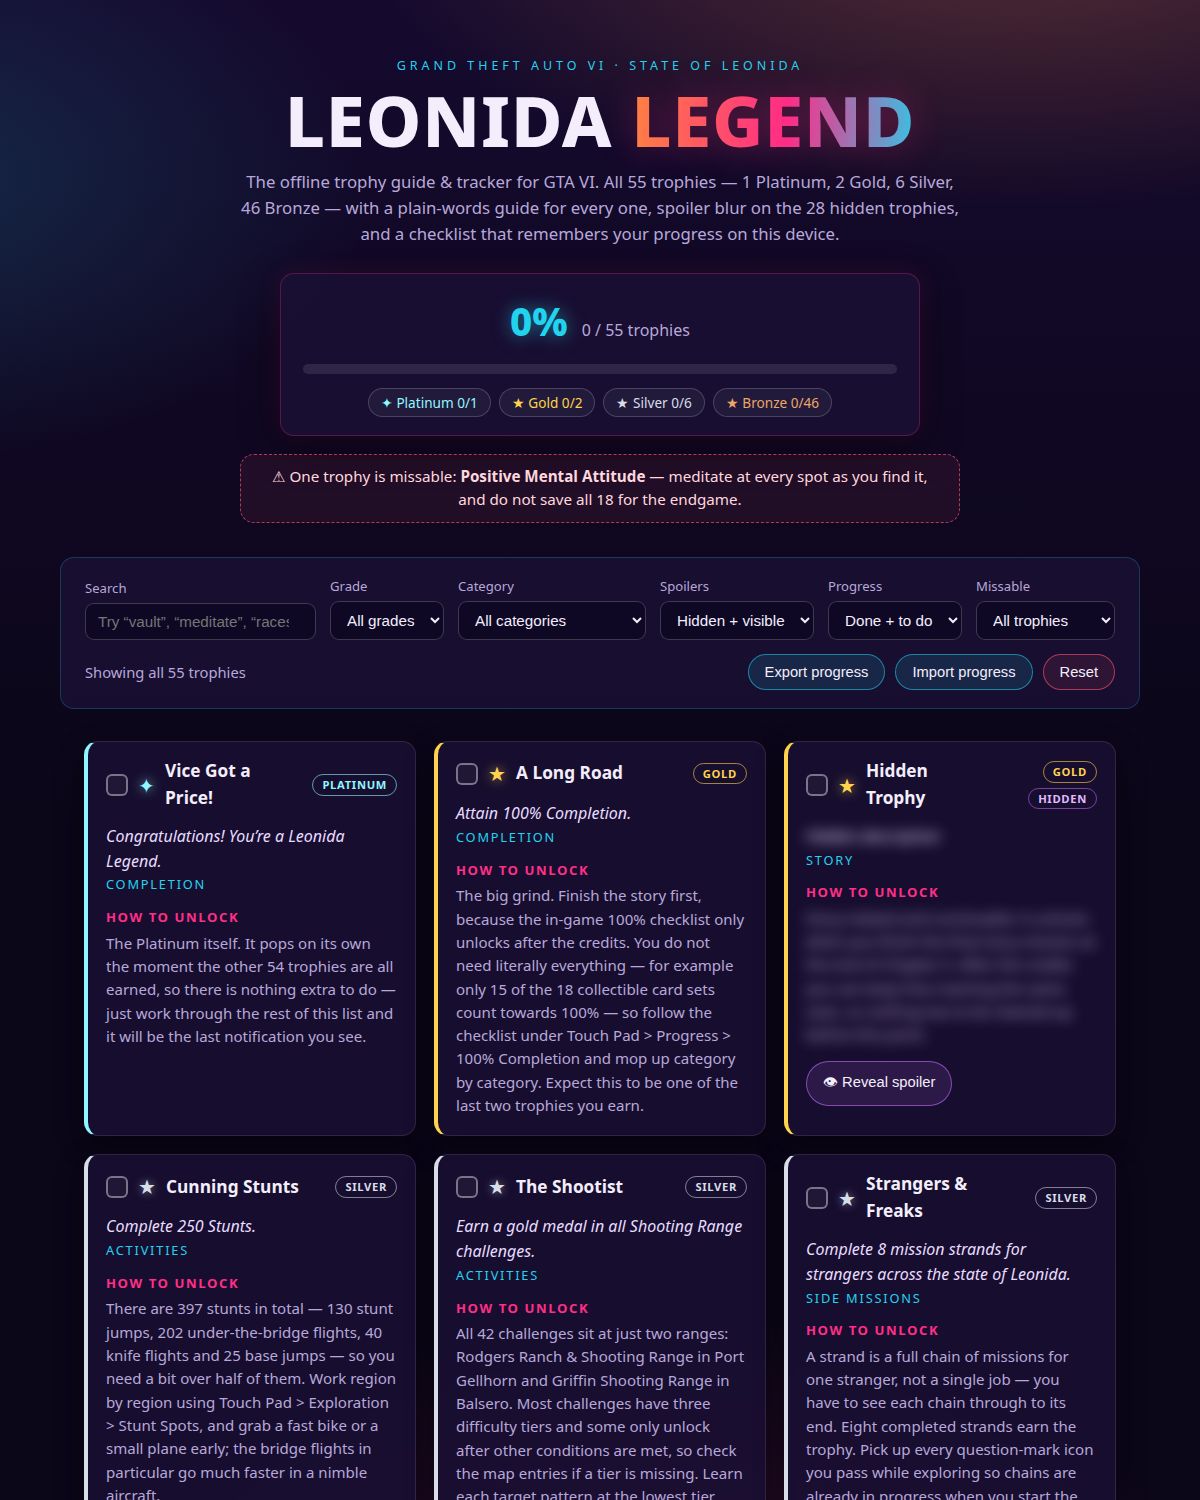 GRAND THEFT AUTO VI · STATE OF LEONIDA
LEONIDA LEGEND
The offline trophy guide & tracker for GTA VI. All 55 trophies — 1 Platinum, 2 Gold, 6 Silver,
46 Bronze — with a plain-words guide for every one, spoiler blur on the 28 hidden trophies,
and a checklist that remembers your progress on this device.
0% 0 / 55 trophies
✦ Platinum 0/1 ★ Gold 0/2 ★ Silver 0/6 ★ Bronze 0/46
⚠ One trophy is missable: Positive Mental Attitude — meditate at every spot as you find it,
and do not save all 18 for the endgame.
Search Grade Category Spoilers Progress Missable
Try “vault”, “meditate”, “races All grades All categories Hidden + visible Done + to do All trophies
Showing all 55 trophies Export progress Import progress Reset
✦ Vice Got a
Price!
PLATINUM
Congratulations! You’re a Leonida
Legend.
COMPLETION
HOW TO UNLOCK
The Platinum itself. It pops on its own
the moment the other 54 trophies are all
earned, so there is nothing extra to do —
just work through the rest of this list and
it will be the last notification you see.
★ A Long Road GOLD
Attain 100% Completion.
COMPLETION
HOW TO UNLOCK
The big grind. Finish the story first,
because the in-game 100% checklist only
unlocks after the credits. You do not
need literally everything — for example
only 15 of the 18 collectible card sets
count towards 100% — so follow the
checklist under Touch Pad > Progress >
100% Completion and mop up category
by category. Expect this to be one of the
last two trophies you earn.
★ Hidden
Trophy
GOLD
HIDDEN
STORY
HOW TO UNLOCK
👁 Reveal spoiler
★ Cunning Stunts SILVER
Complete 250 Stunts.
ACTIVITIES
HOW TO UNLOCK
There are 397 stunts in total — 130 stunt
jumps, 202 under-the-bridge flights, 40
knife flights and 25 base jumps — so you
need a bit over half of them. Work region
by region using Touch Pad > Exploration
> Stunt Spots, and grab a fast bike or a
small plane early; the bridge flights in
particular go much faster in a nimble
aircraft.
★ The Shootist SILVER
Earn a gold medal in all Shooting Range
challenges.
ACTIVITIES
HOW TO UNLOCK
All 42 challenges sit at just two ranges:
Rodgers Ranch & Shooting Range in Port
Gellhorn and Griffin Shooting Range in
Balsero. Most challenges have three
difficulty tiers and some only unlock
after other conditions are met, so check
the map entries if a tier is missing. Learn
each target pattern at the lowest tier
★ Strangers &
Freaks
SILVER
Complete 8 mission strands for
strangers across the state of Leonida.
SIDE MISSIONS
HOW TO UNLOCK
A strand is a full chain of missions for
one stranger, not a single job — you
have to see each chain through to its
end. Eight completed strands earn the
trophy. Pick up every question-mark icon
you pass while exploring so chains are
already in progress when you start the